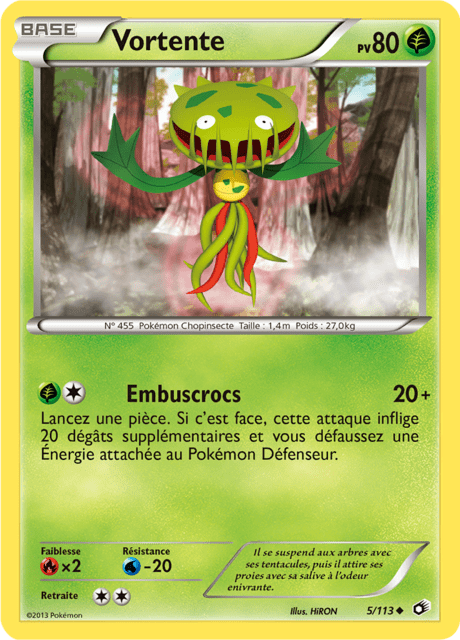 BASE
Vortente
PV80
N° 455 Pokémon Chopinsecte Taille : 1,4m Poids : 27,0kg
Embuscrocs 20+
Lancez une pièce. Si c'est face, cette attaque inflige
20 dégâts supplémentaires et vous défaussez une
Énergie attachée au Pokémon Défenseur.
Faiblesse
×2
Résistance
-20
Retraite
Il se suspend aux arbres avec
ses tentacules, puis il attire ses
proies avec sa salive à l'odeur
enivrante.
©2013 Pokémon
Illus. HiRON
5/113